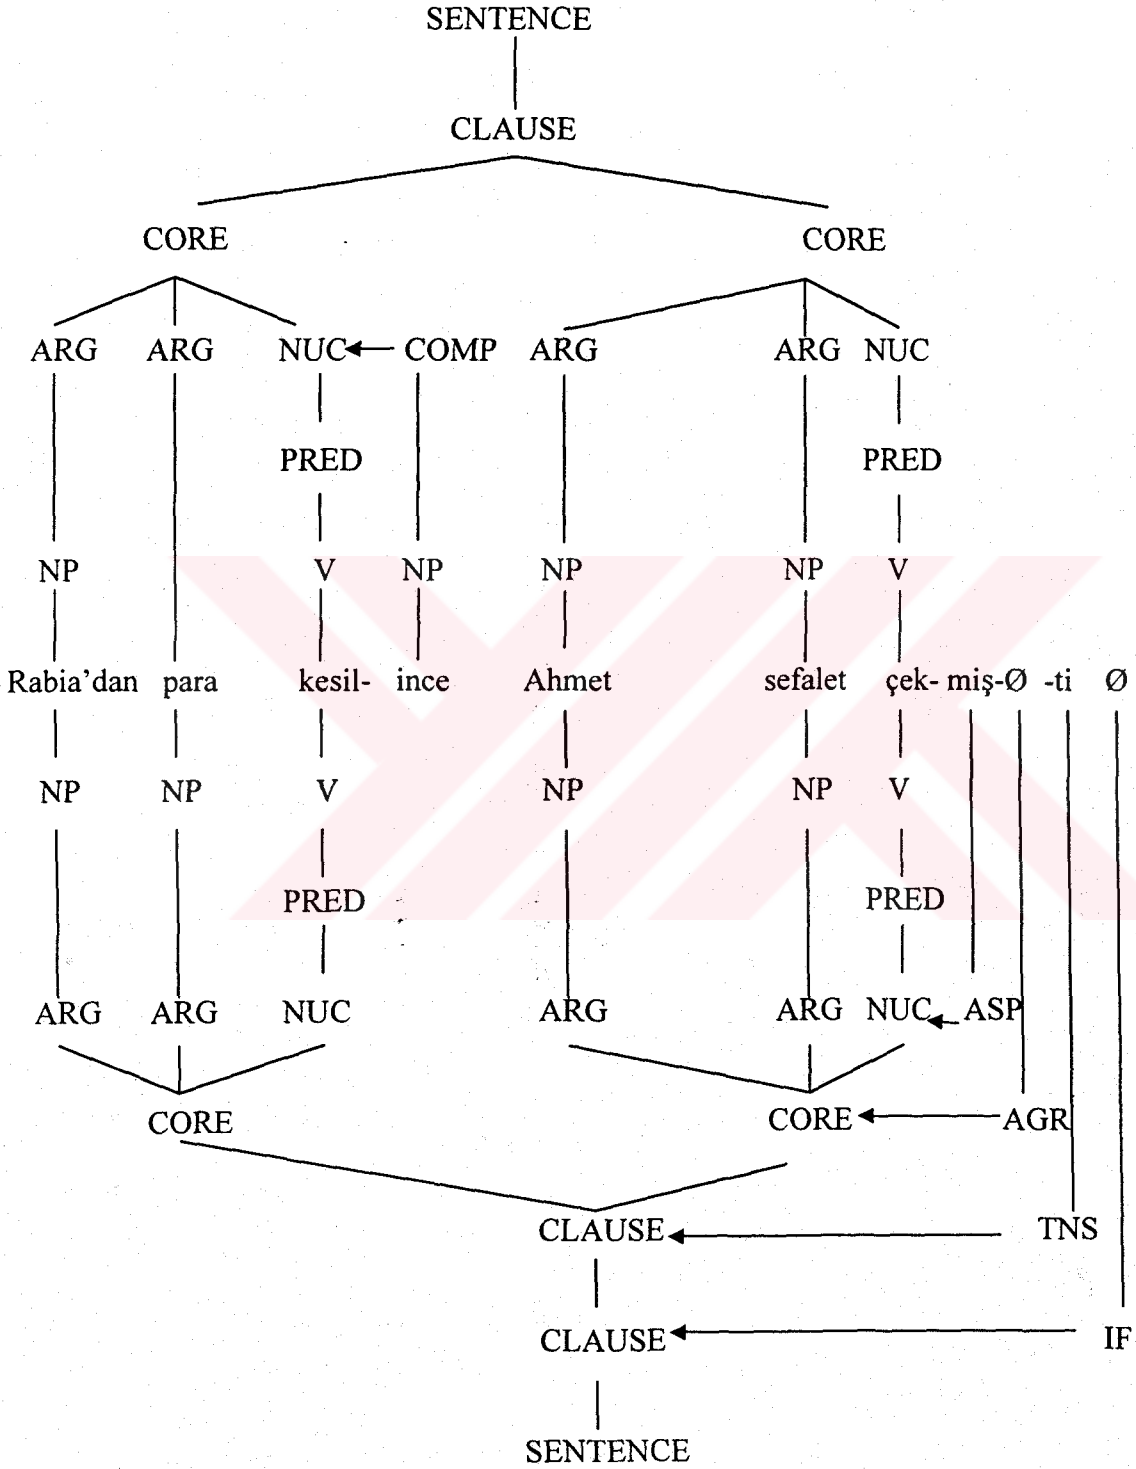 SENTENCE
CLAUSE
CORE CORE
ARG ARG NUC COMP ARG ARG NUC
PRED PRED
NP V NP NP NP V
Rabia’dan para kesil- ince Ahmet sefalet çek- miş-Ø -ti Ø
NP NP V NP NP V
PRED PRED
ARG ARG NUC ARG ARG NUC ASP
CORE CORE AGR
CLAUSE TNS
CLAUSE IF
SENTENCE